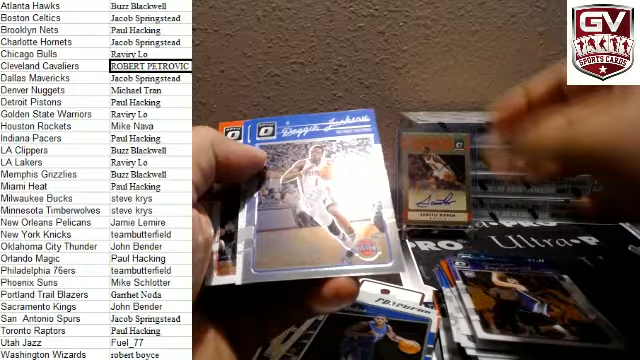 Atlanta Hawks Buzz Blackwell
Boston Celtics Jacob Springstead
Brooklyn Nets Paul Hacking
Charlotte Hornets Jacob Springstead
Chicago Bulls Raviry Lo
Cleveland Cavaliers ROBERT PETROVIC
Dallas Mavericks Jacob Springstead
Denver Nuggets Michael Tran
Detroit Pistons Paul Hacking
Golden State Warriors Raviry Lo
Houston Rockets Mike Nava
Indiana Pacers Paul Hacking
LA Clippers Buzz Blackwell
LA Lakers Raviry Lo
Memphis Grizzlies Buzz Blackwell
Miami Heat Paul Hacking
Milwaukee Bucks steve krys
Minnesota Timberwolves steve krys
New Orleans Pelicans Jamie Lemire
New York Knicks teambutterfield
Oklahoma City Thunder John Bender
Orlando Magic Paul Hacking
Philadelphia 76ers teambutterfield
Phoenix Suns Mike Schlotter
Portland Trail Blazers Garrhet Noda
Sacramento Kings John Bender
San Antonio Spurs Jacob Springstead
Toronto Raptors Paul Hacking
Utah Jazz Fuel_77
Washington Wizards robert boyce
GV
SPORTS CARDS
OPTIC
Reggie Jackson
DETROIT PISTONS
SCOTTIE PIPPEN
PRO
Ultra-P